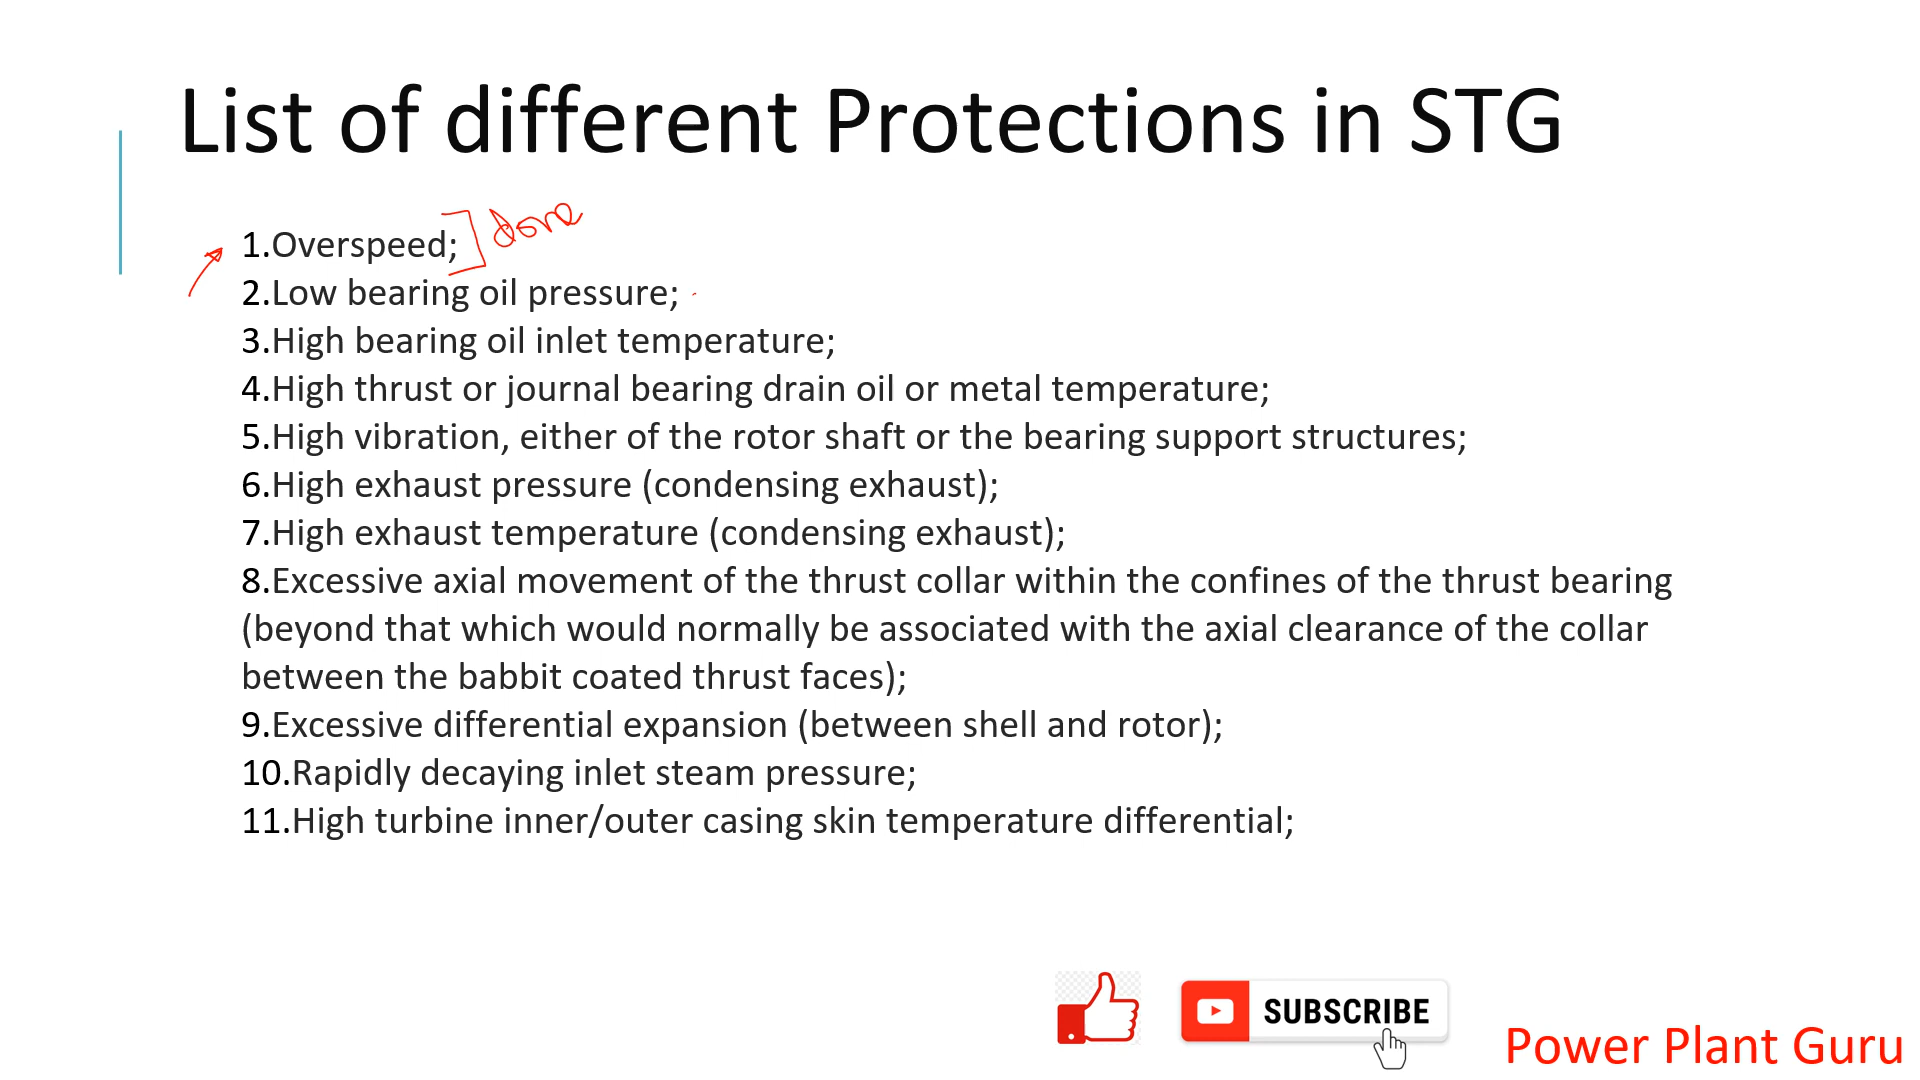 List of different Protections in STG
1.Overspeed; done
2.Low bearing oil pressure;
3.High bearing oil inlet temperature;
4.High thrust or journal bearing drain oil or metal temperature;
5.High vibration, either of the rotor shaft or the bearing support structures;
6.High exhaust pressure (condensing exhaust);
7.High exhaust temperature (condensing exhaust);
8.Excessive axial movement of the thrust collar within the confines of the thrust bearing
(beyond that which would normally be associated with the axial clearance of the collar
between the babbit coated thrust faces);
9.Excessive differential expansion (between shell and rotor);
10.Rapidly decaying inlet steam pressure;
11.High turbine inner/outer casing skin temperature differential;
SUBSCRIBE
Power Plant Guru